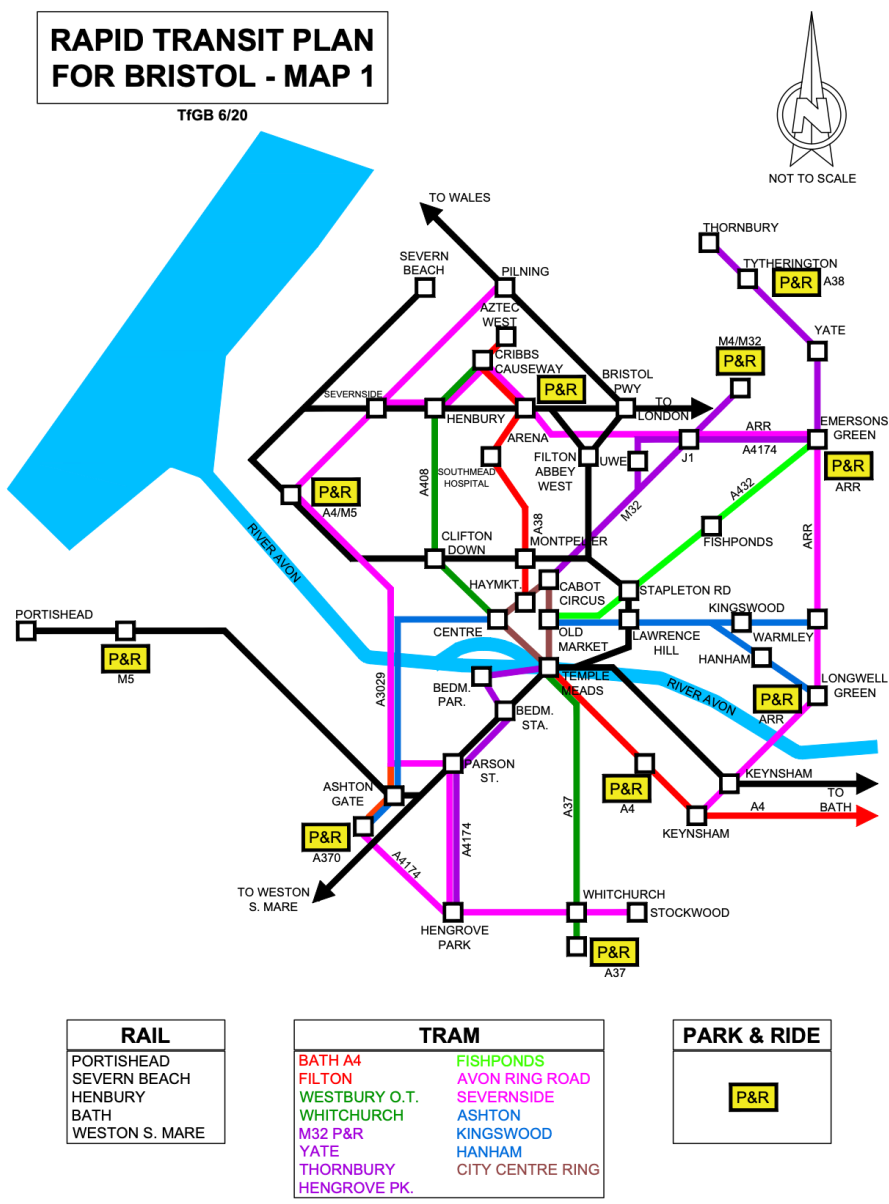 RAPID TRANSIT PLAN
FOR BRISTOL - MAP 1
TfGB 6/20
N
NOT TO SCALE
TO WALES
THORNBURY
SEVERN
BEACH
PILNING
TYTHERINGTON
P&R
A38
AZTEC
WEST
YATE
M4/M32
P&R
CRIBBS
CAUSEWAY
BRISTOL
PWY
P&R
SEVERNSIDE
TO
LONDON
HENBURY
ARENA
ARR
A4174
EMERSONS
GREEN
J1
FILTON
ABBEY
WEST
UWE
P&R
ARR
SOUTHMEAD
HOSPITAL
A408
P&R
A4/M5
A432
M32
A38
FISHPONDS
ARR
RIVER AVON
CLIFTON
DOWN
MONTPELIER
HAYMKT.
CABOT
CIRCUS
STAPLETON RD
PORTISHEAD
P&R
M5
CENTRE
OLD
MARKET
LAWRENCE
HILL
KINGSWOOD
WARMLEY
HANHAM
A3029
BEDM.
PAR.
TEMPLE
MEADS
RIVER AVON
P&R
ARR
LONGWELL
GREEN
BEDM.
STA.
PARSON
ST.
ASHTON
GATE
P&R
A4
KEYNSHAM
TO
BATH
A4
KEYNSHAM
P&R
A370
A4174
A4174
A37
TO WESTON
S. MARE
HENGROVE
PARK
WHITCHURCH
STOCKWOOD
P&R
A37
RAIL
PORTISHEAD
SEVERN BEACH
HENBURY
BATH
WESTON S. MARE
TRAM
BATH A4
FILTON
WESTBURY O.T.
WHITCHURCH
M32 P&R
YATE
THORNBURY
HENGROVE PK.
FISHPONDS
AVON RING ROAD
SEVERNSIDE
ASHTON
KINGSWOOD
HANHAM
CITY CENTRE RING
PARK & RIDE
P&R